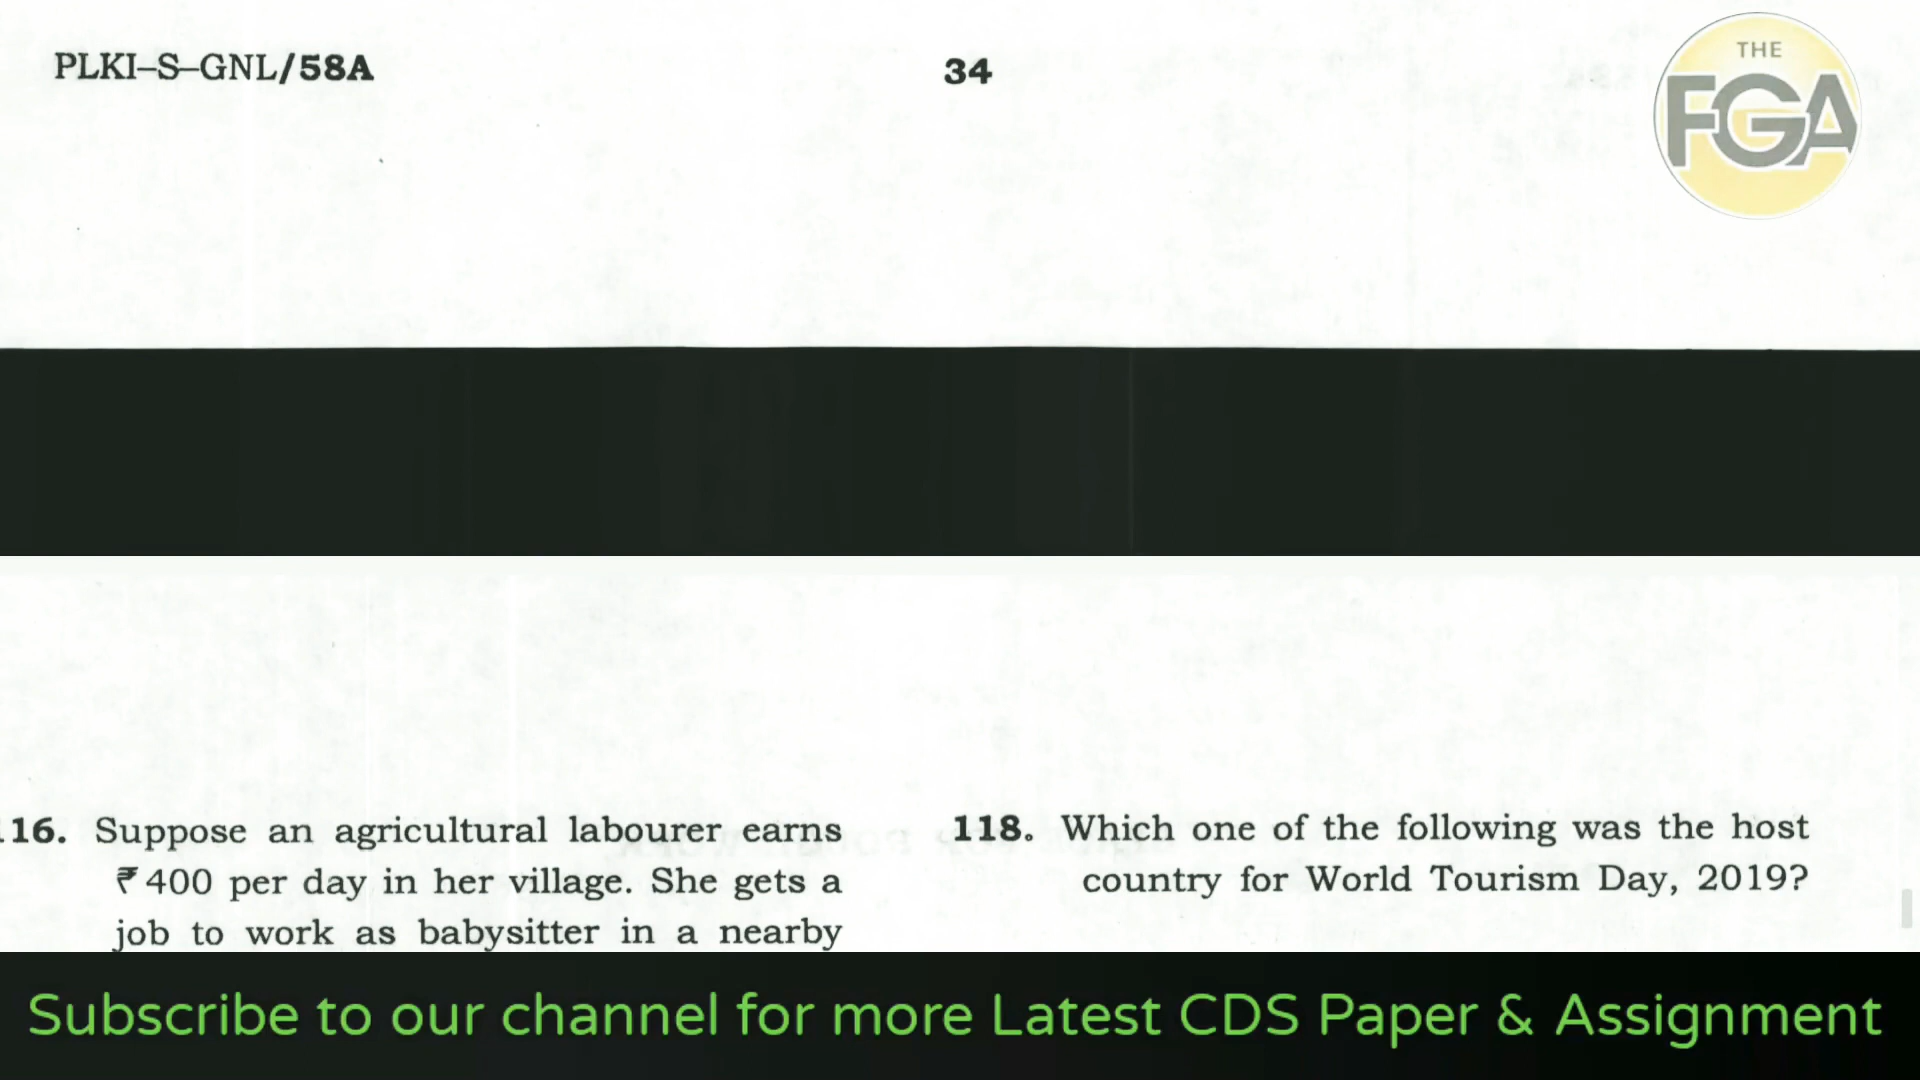 PLKI–S–GNL/58A
34
THE
FGA
116. Suppose an agricultural labourer earns
₹ 400 per day in her village. She gets a
job to work as babysitter in a nearby
118. Which one of the following was the host
country for World Tourism Day, 2019?
Subscribe to our channel for more Latest CDS Paper & Assignment